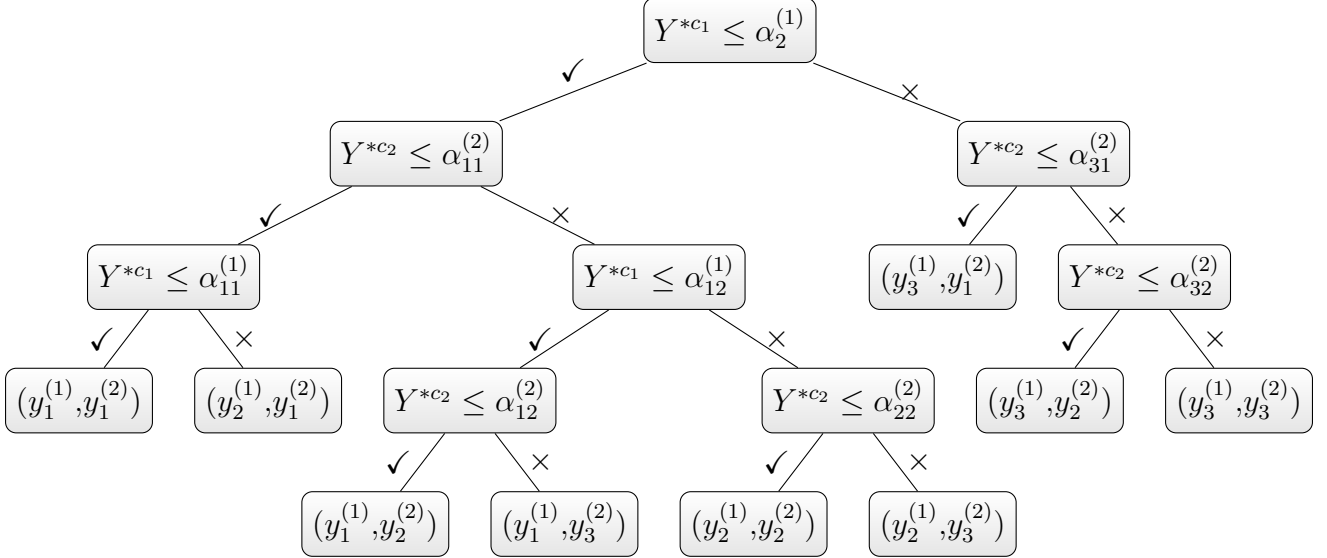 Y^{*c_1} ≤ α_2^{(1)}
✓
×
Y^{*c_2} ≤ α_{11}^{(2)}
Y^{*c_2} ≤ α_{31}^{(2)}
✓
×
✓
×
Y^{*c_1} ≤ α_{11}^{(1)}
Y^{*c_1} ≤ α_{12}^{(1)}
(y_3^{(1)},y_1^{(2)})
Y^{*c_2} ≤ α_{32}^{(2)}
✓
×
✓
×
✓
×
(y_1^{(1)},y_1^{(2)})
(y_2^{(1)},y_1^{(2)})
Y^{*c_2} ≤ α_{12}^{(2)}
Y^{*c_2} ≤ α_{22}^{(2)}
(y_3^{(1)},y_2^{(2)})
(y_3^{(1)},y_3^{(2)})
✓
×
✓
×
(y_1^{(1)},y_2^{(2)})
(y_1^{(1)},y_3^{(2)})
(y_2^{(1)},y_2^{(2)})
(y_2^{(1)},y_3^{(2)})